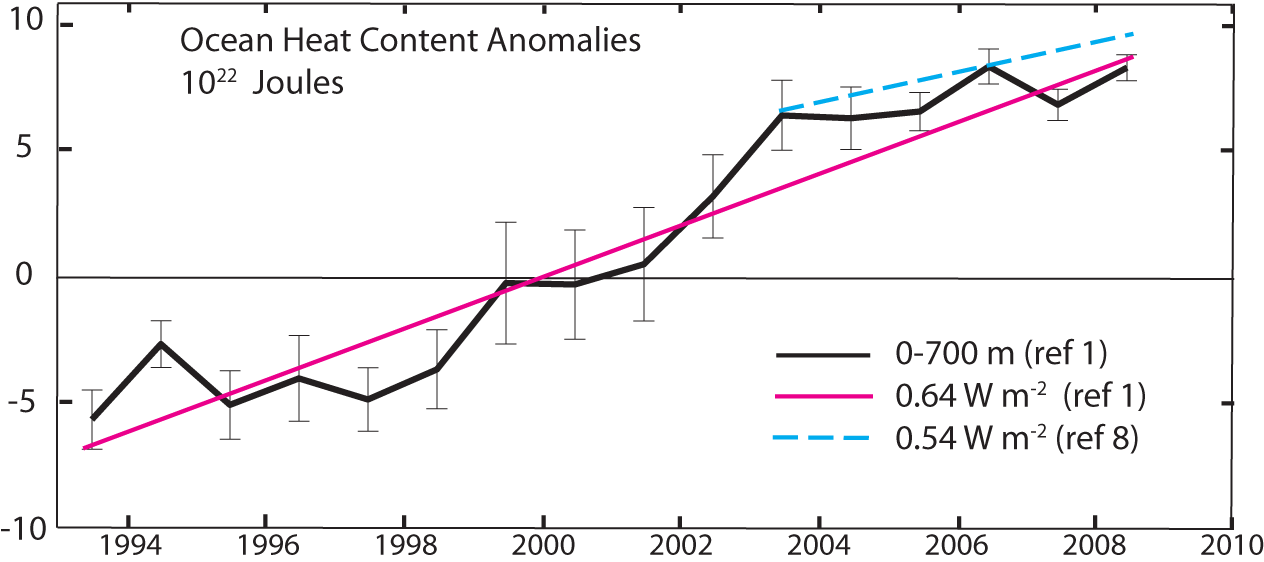 Ocean Heat Content Anomalies
10²² Joules
10
5
0
-5
-10
0-700 m (ref 1)
0.64 W m⁻² (ref 1)
0.54 W m⁻² (ref 8)
1994 1996 1998 2000 2002 2004 2006 2008 2010